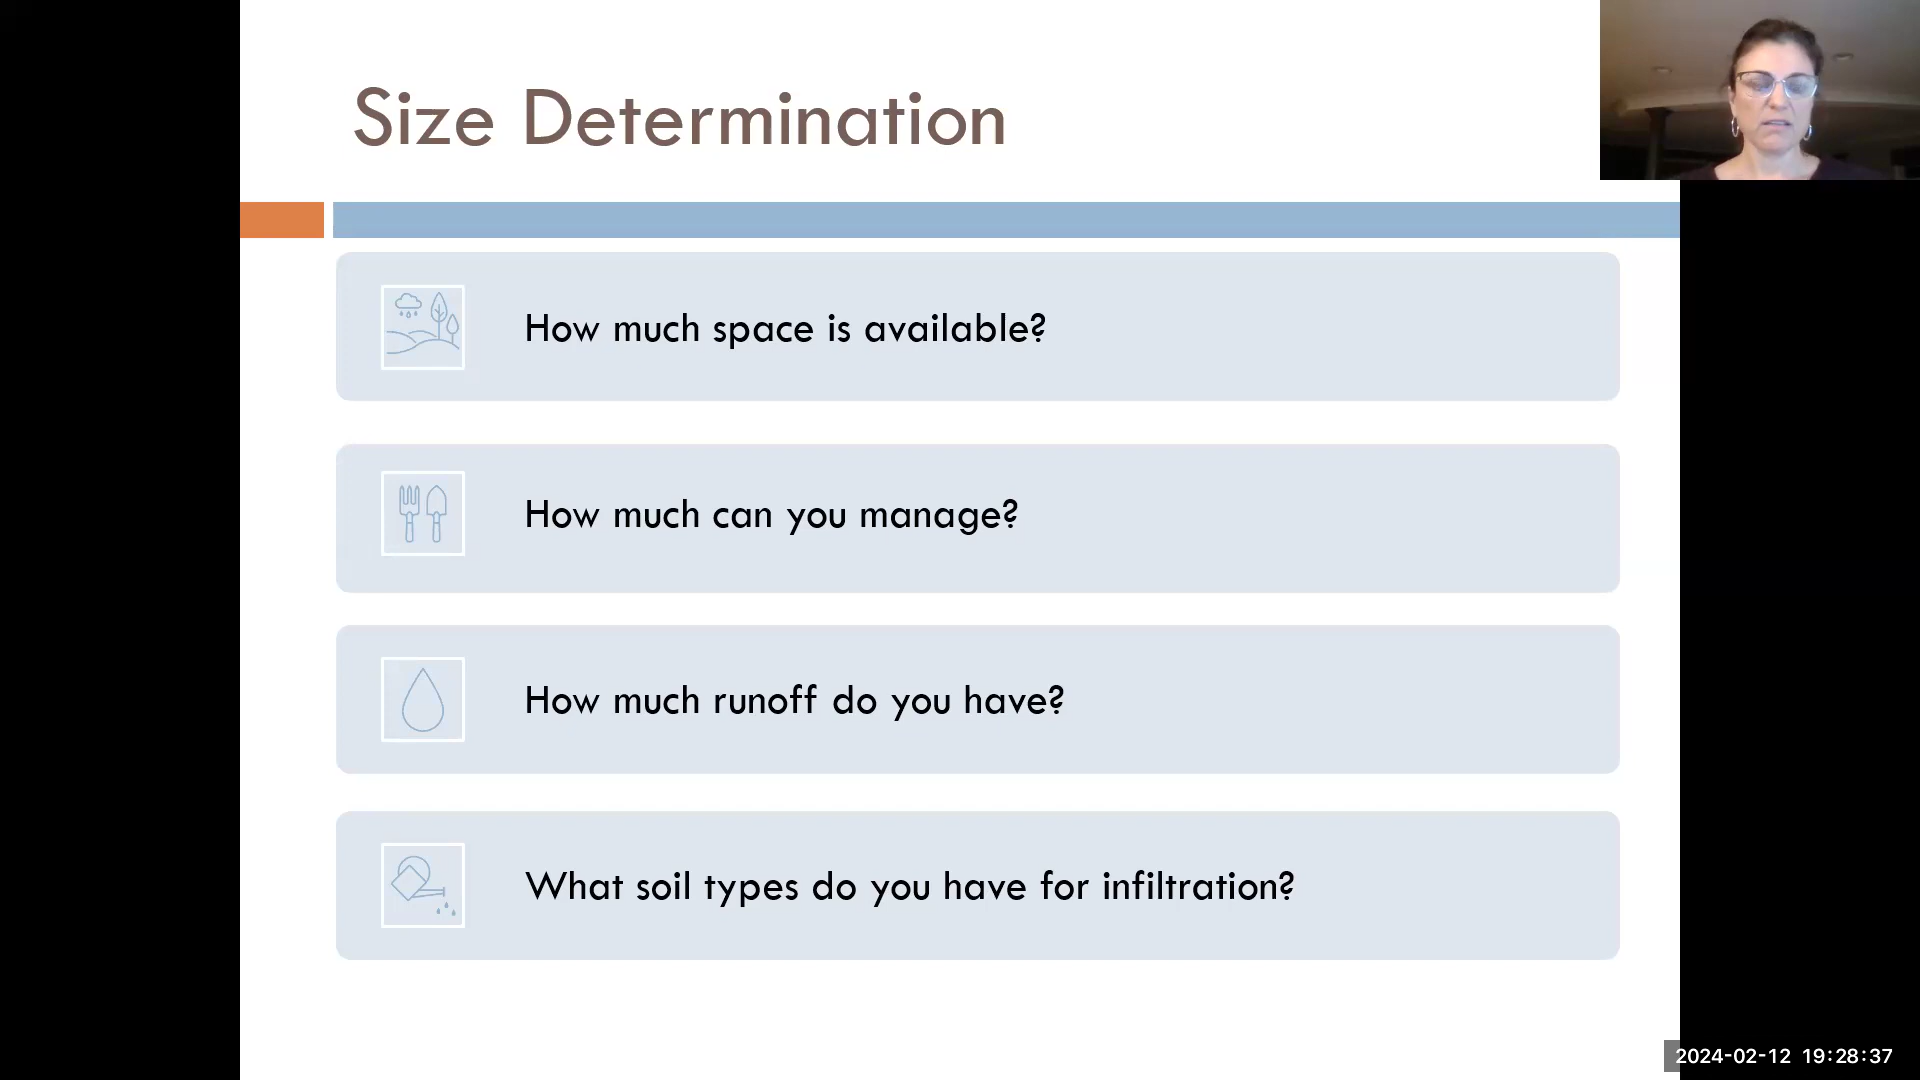 Size Determination
How much space is available?
How much can you manage?
How much runoff do you have?
What soil types do you have for infiltration?
2024-02-12 19:28:37